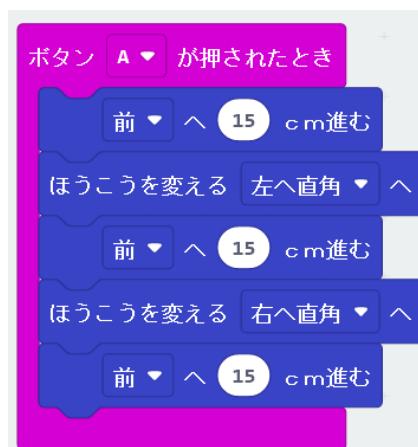 ボタン A が押されたとき
前 へ 15 cm進む
ほうこうを変える 左へ直角 へ
前 へ 15 cm進む
ほうこうを変える 右へ直角 へ
前 へ 15 cm進む